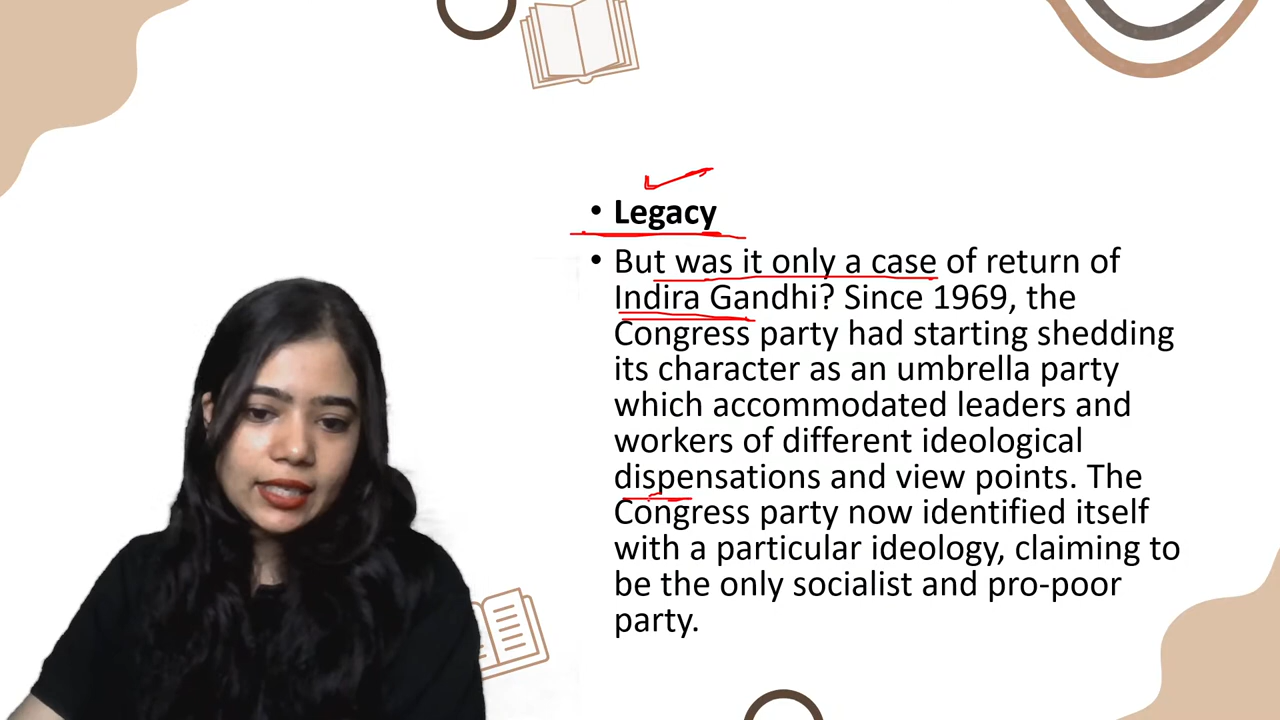 • Legacy
• But was it only a case of return of
Indira Gandhi? Since 1969, the
Congress party had starting shedding
its character as an umbrella party
which accommodated leaders and
workers of different ideological
dispensations and view points. The
Congress party now identified itself
with a particular ideology, claiming to
be the only socialist and pro-poor
party.